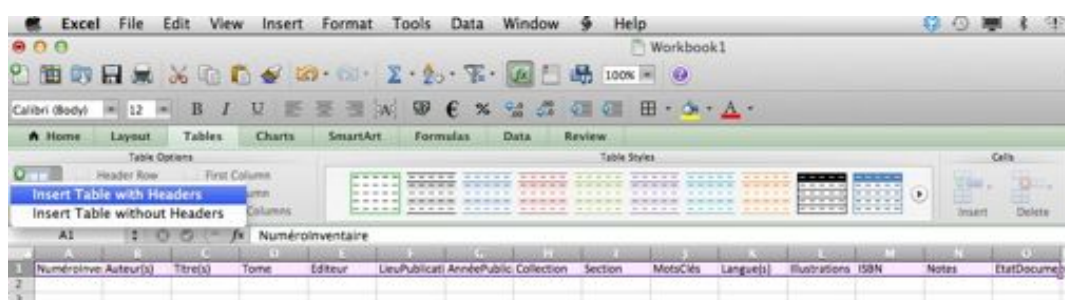 Excel File Edit View Insert Format Tools Data Window Help
Workbook1
100%
Calibri (Body) 12 B I U A € % A
Home Layout Tables Charts SmartArt Formulas Data Review
Table Options Table Styles Cells
Header Row First Column
Insert Table with Headers
Insert Table without Headers Columns
Insert Delete
A1 fx NuméroInventaire
A B C D E F G H I J K L M N O
1 NuméroInve Auteur(s) Titre(s) Tome Editeur LieuPublicati AnnéePublic Collection Section MotsClés Langue(s) Illustrations ISBN Notes EtatDocume
2
3